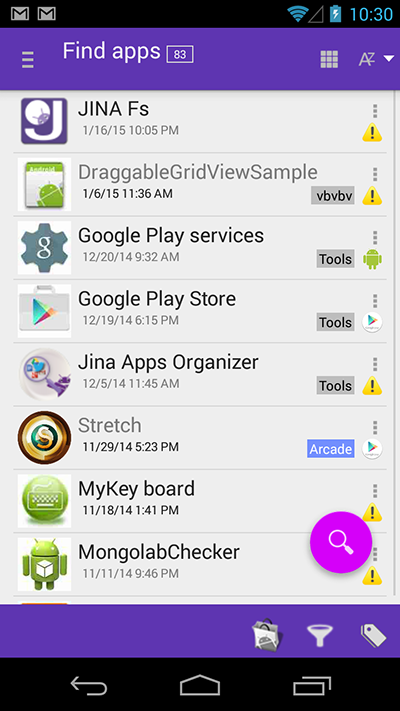 10:30
Find apps 83
AZ
JINA Fs
1/16/15 10:05 PM
Android
DraggableGridViewSample
1/6/15 11:36 AM
vbvbv
Google Play services
12/20/14 9:32 AM
Tools
Google Play Store
12/19/14 6:15 PM
Tools
Jina Apps Organizer
12/5/14 11:45 AM
Tools
Stretch
11/29/14 5:23 PM
Arcade
MyKey board
11/18/14 1:41 PM
MongolabChecker
11/11/14 9:46 PM